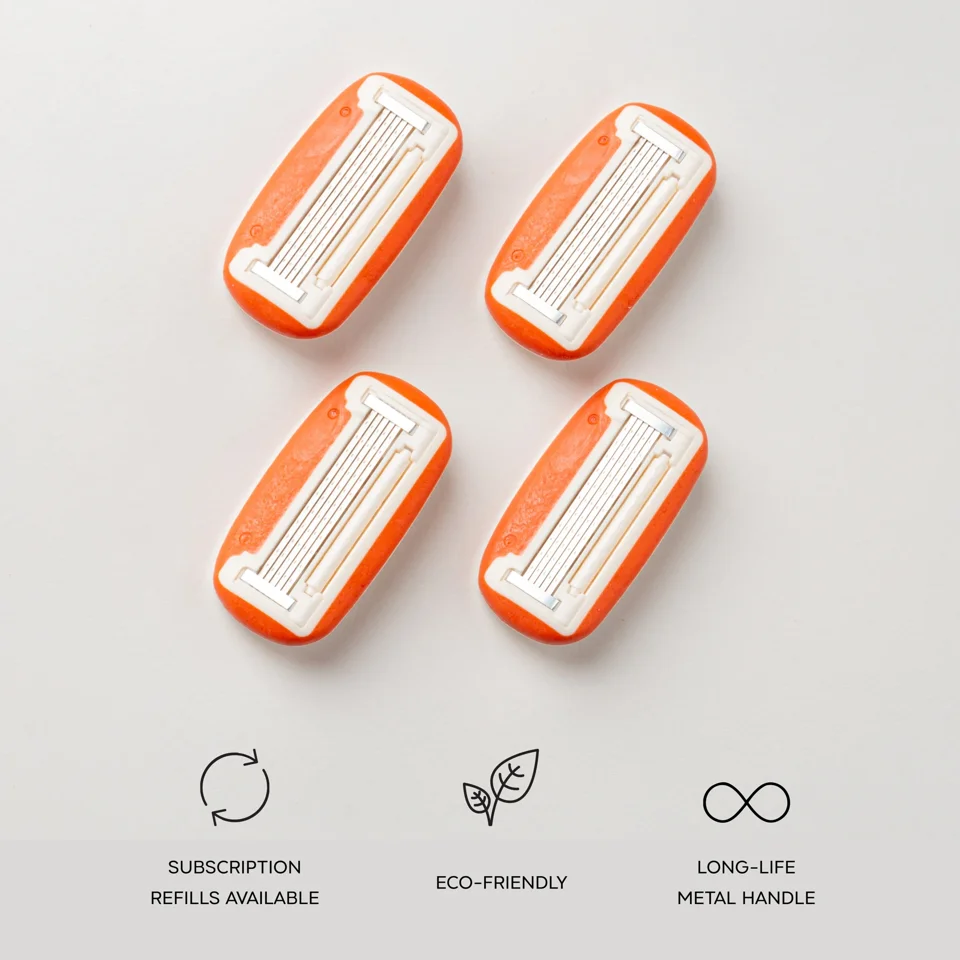 SUBSCRIPTION
REFILLS AVAILABLE
ECO-FRIENDLY
LONG-LIFE
METAL HANDLE